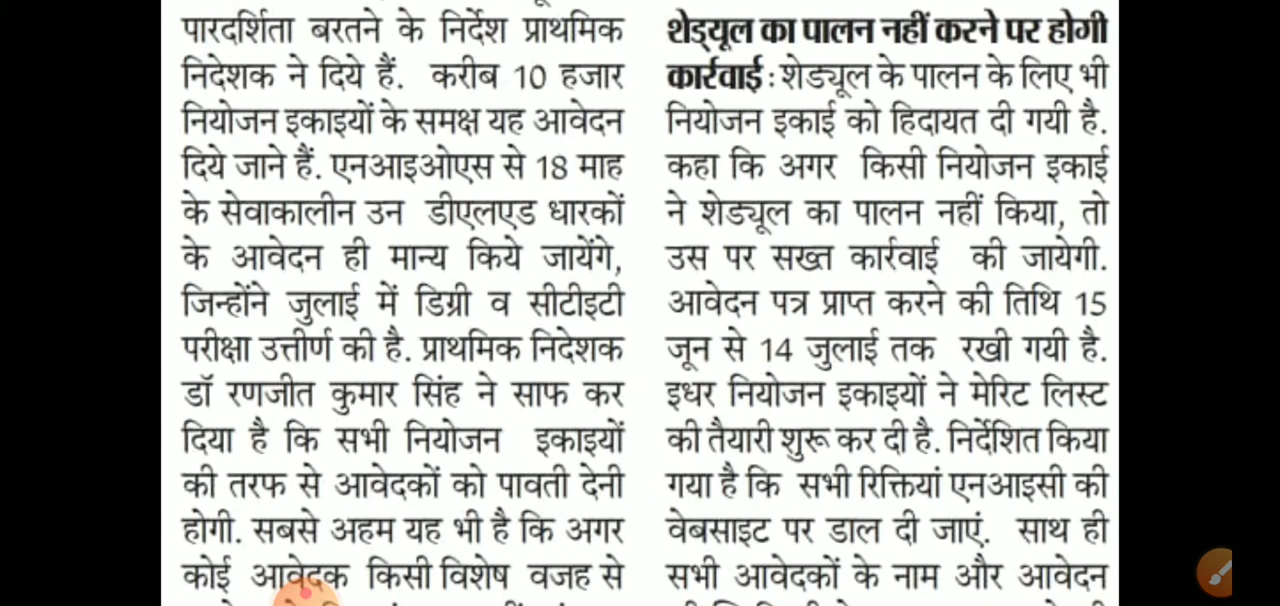 पारदर्शिता बरतने के निर्देश प्राथमिक
निदेशक ने दिये हैं. करीब 10 हजार
नियोजन इकाइयों के समक्ष यह आवेदन
दिये जाने हैं. एनआइओएस से 18 माह
के सेवाकालीन उन डीएलएड धारकों
के आवेदन ही मान्य किये जायेंगे,
जिन्होंने जुलाई में डिग्री व सीटीइटी
परीक्षा उत्तीर्ण की है. प्राथमिक निदेशक
डॉ रणजीत कुमार सिंह ने साफ कर
दिया है कि सभी नियोजन इकाइयों
की तरफ से आवेदकों को पावती देनी
होगी. सबसे अहम यह भी है कि अगर
कोई आवेदक किसी विशेष वजह से
शेड्यूल का पालन नहीं करने पर होगी
कार्रवाई : शेड्यूल के पालन के लिए भी
नियोजन इकाई को हिदायत दी गयी है.
कहा कि अगर किसी नियोजन इकाई
ने शेड्यूल का पालन नहीं किया, तो
उस पर सख्त कार्रवाई की जायेगी.
आवेदन पत्र प्राप्त करने की तिथि 15
जून से 14 जुलाई तक रखी गयी है.
इधर नियोजन इकाइयों ने मेरिट लिस्ट
की तैयारी शुरू कर दी है. निर्देशित किया
गया है कि सभी रिक्तियां एनआइसी की
वेबसाइट पर डाल दी जाएं. साथ ही
सभी आवेदकों के नाम और आवेदन